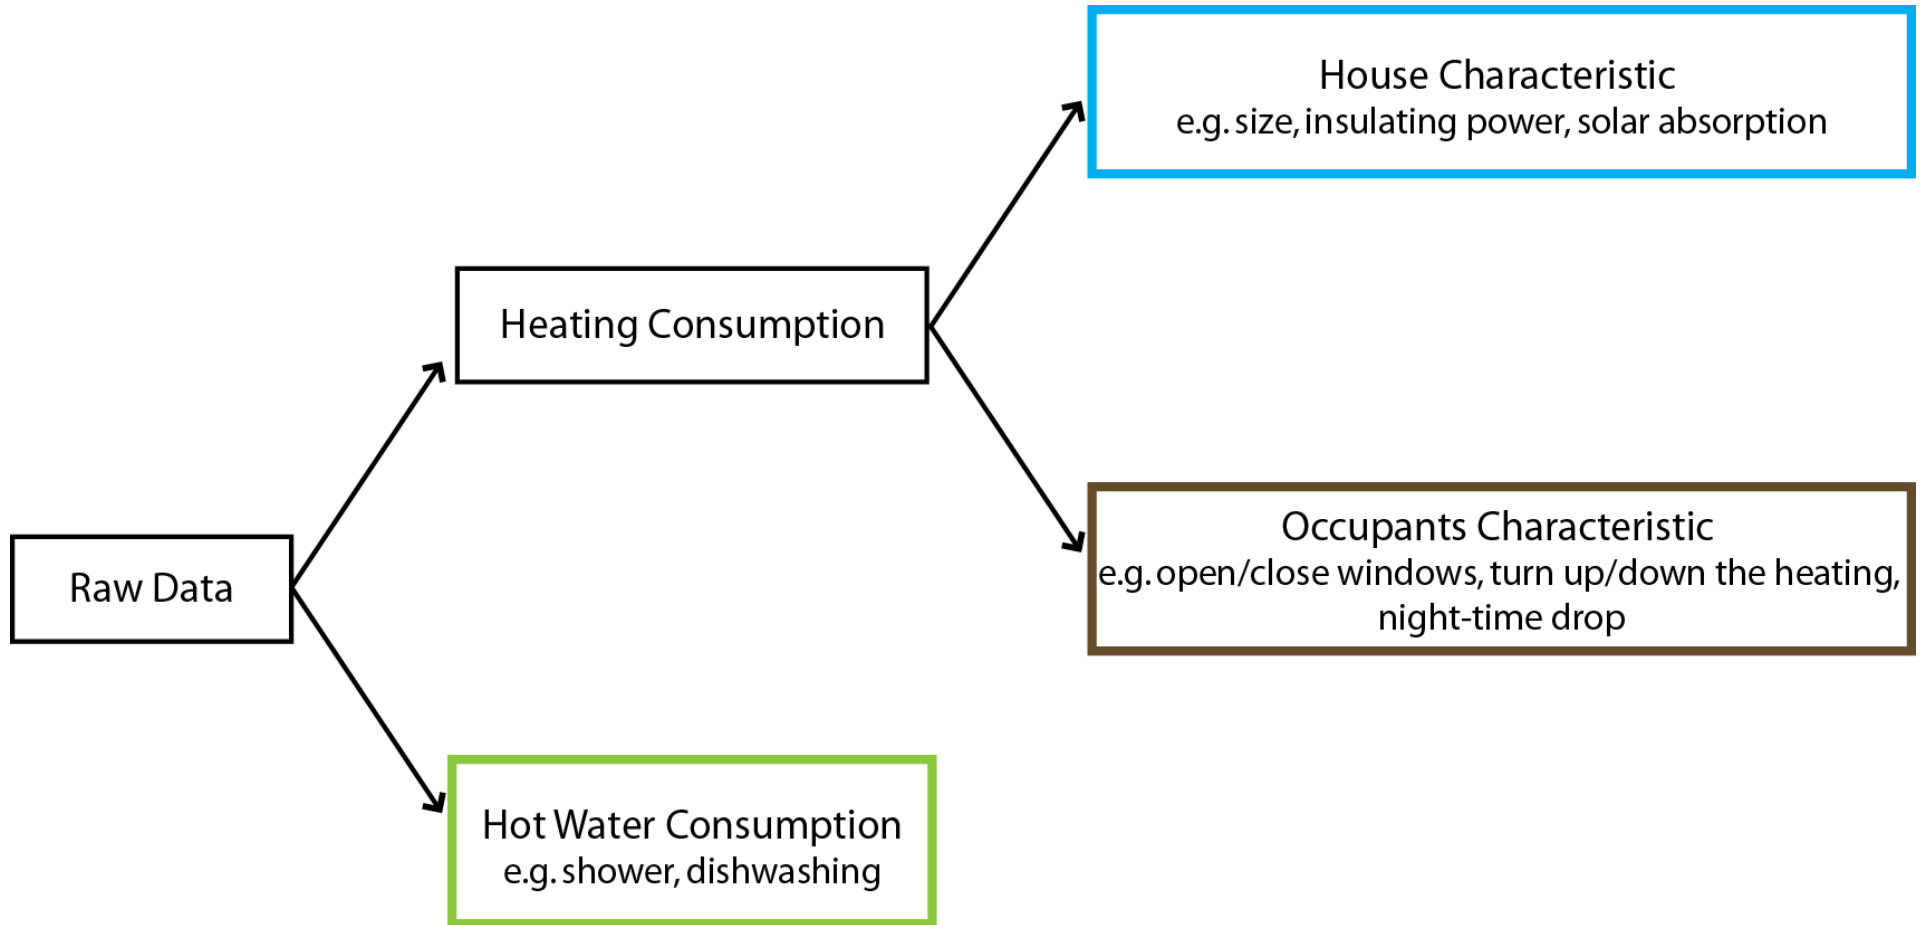 House Characteristic
e.g. size, insulating power, solar absorption
Heating Consumption
Occupants Characteristic
e.g. open/close windows, turn up/down the heating,
night-time drop
Raw Data
Hot Water Consumption
e.g. shower, dishwashing